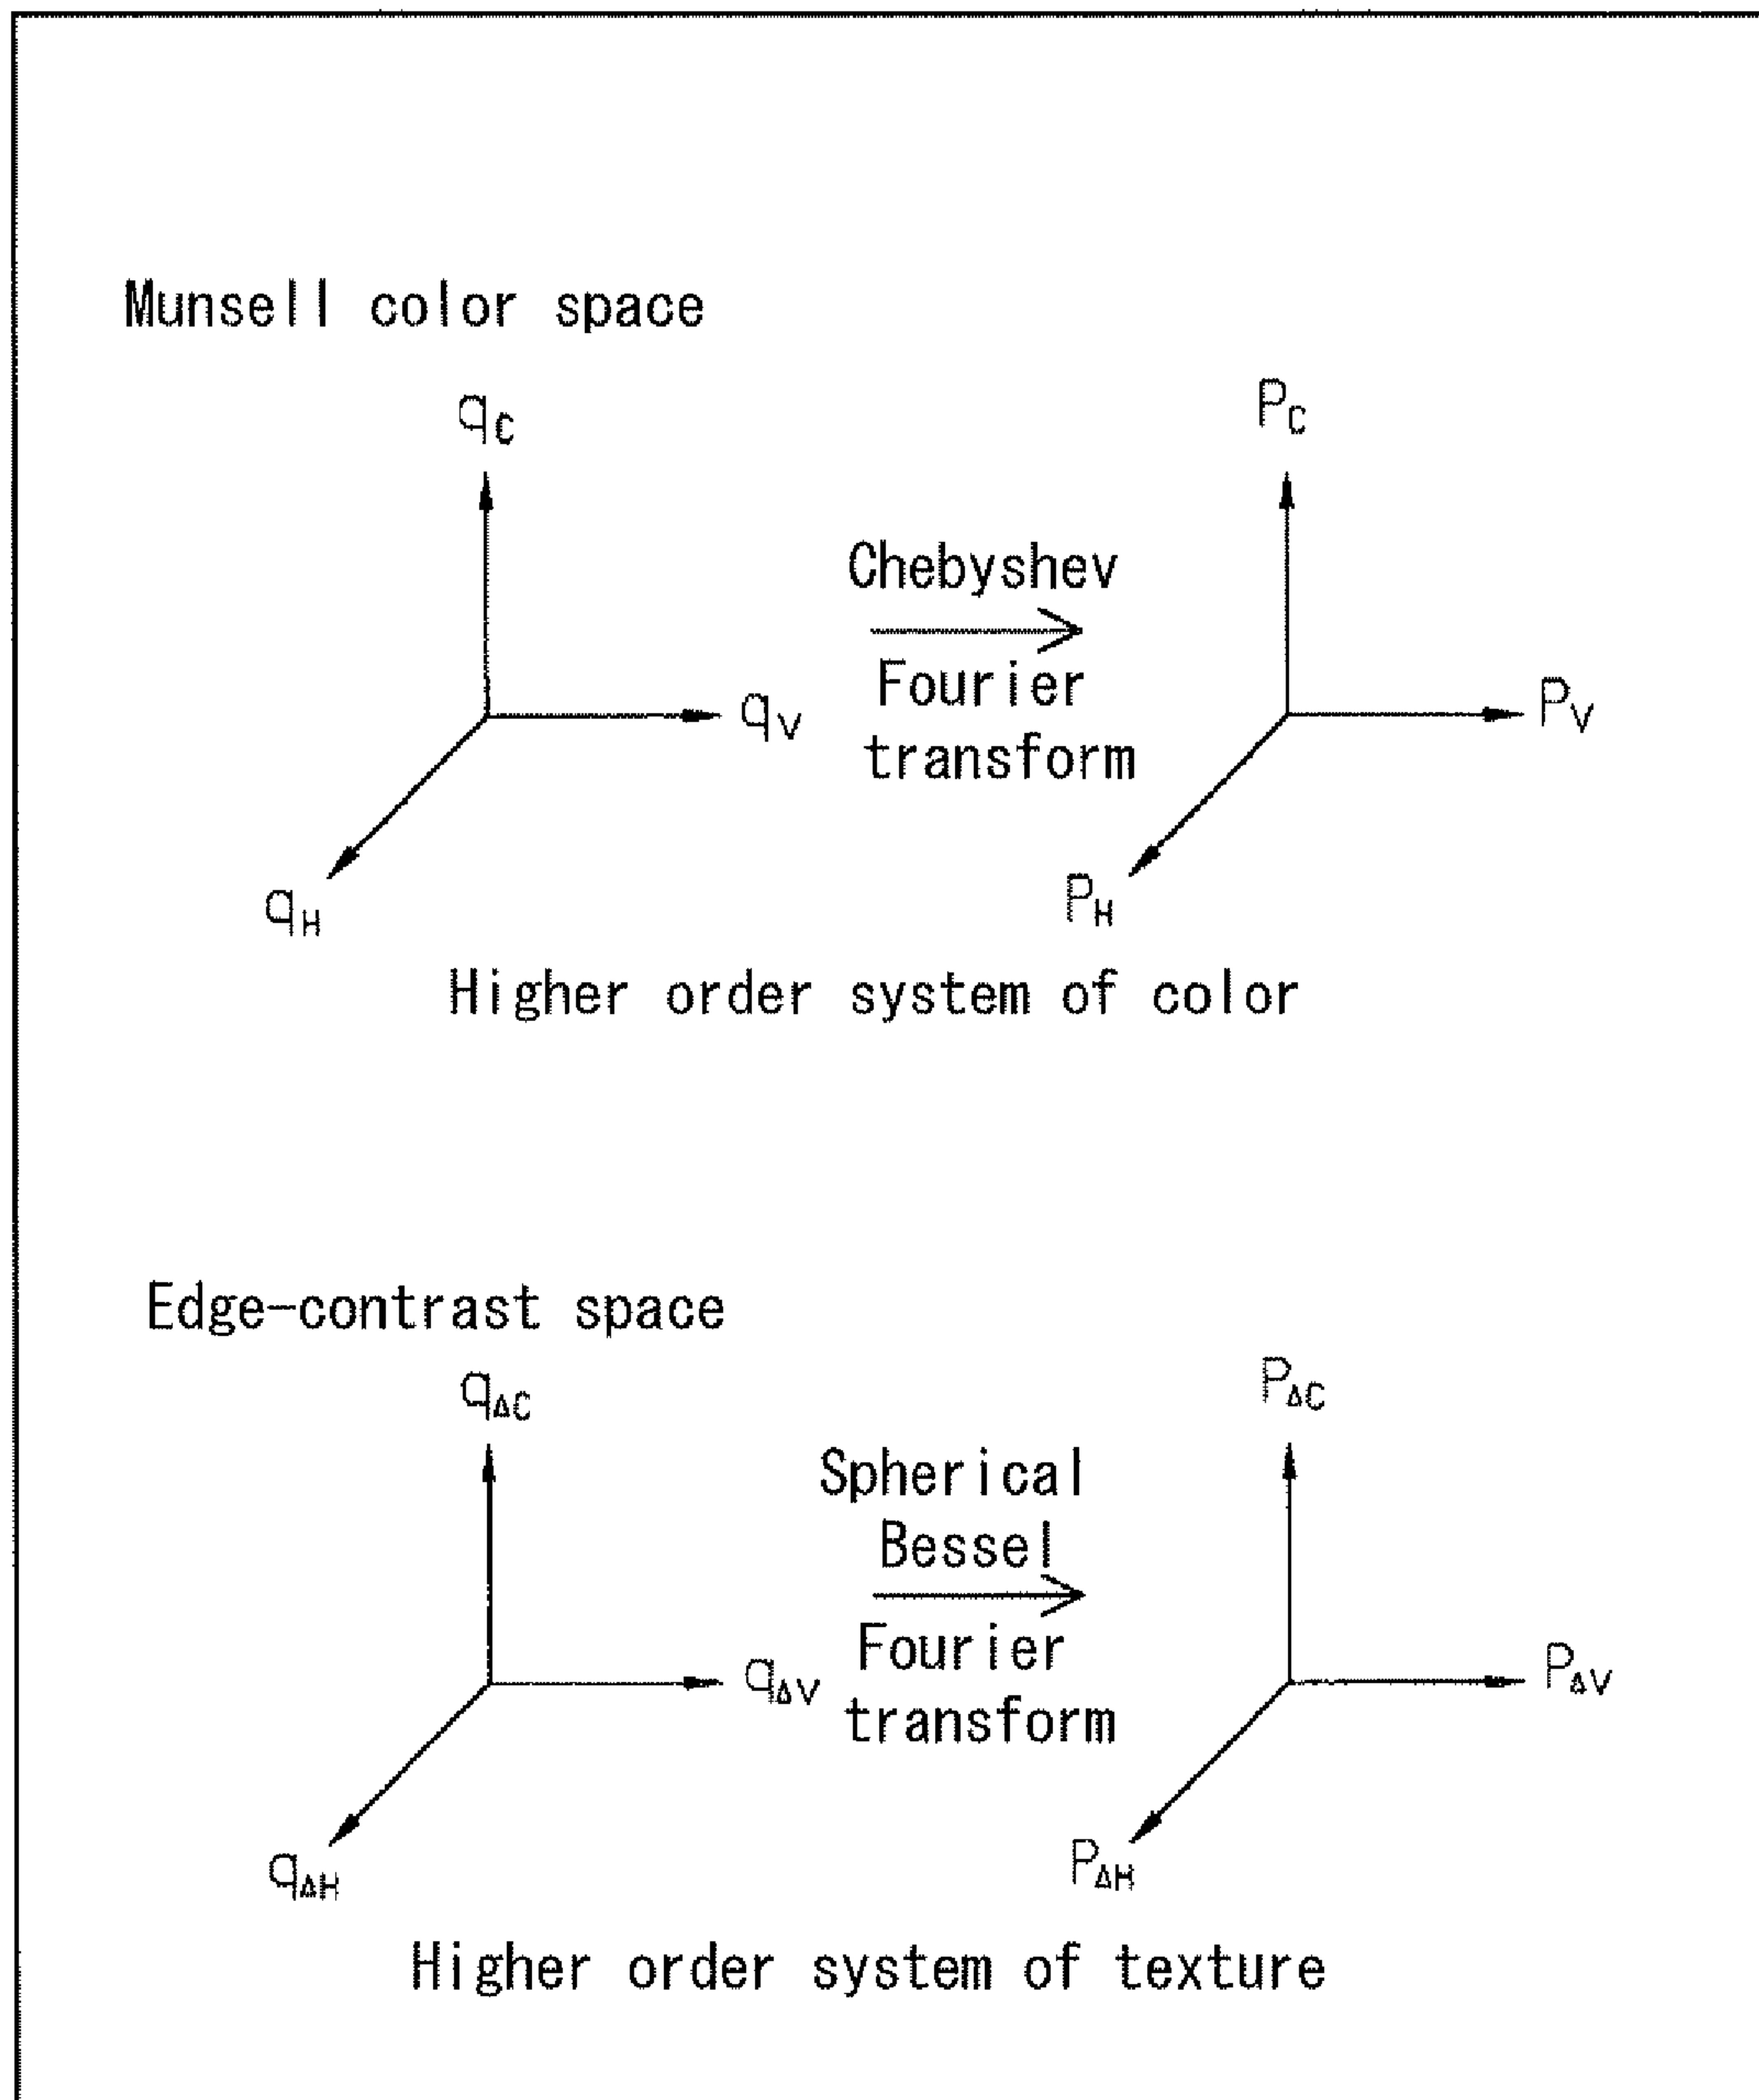 Munsell color space
qC
PC
Chebyshev
Fourier
transform
qV
PV
qH
PH
Higher order system of color
Edge-contrast space
qΔC
PΔC
Spherical
Bessel
Fourier
transform
qΔV
PΔV
qΔH
PΔH
Higher order system of texture